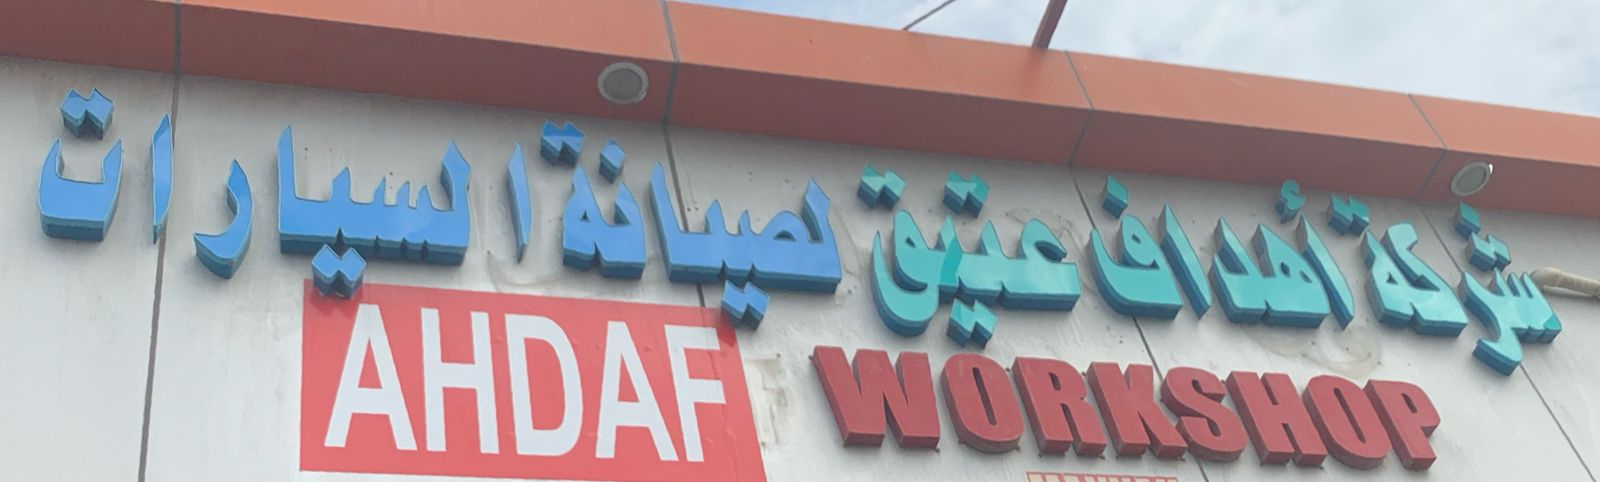 شركة أهداف عتيق لصيانة السيارات
AHDAF WORKSHOP